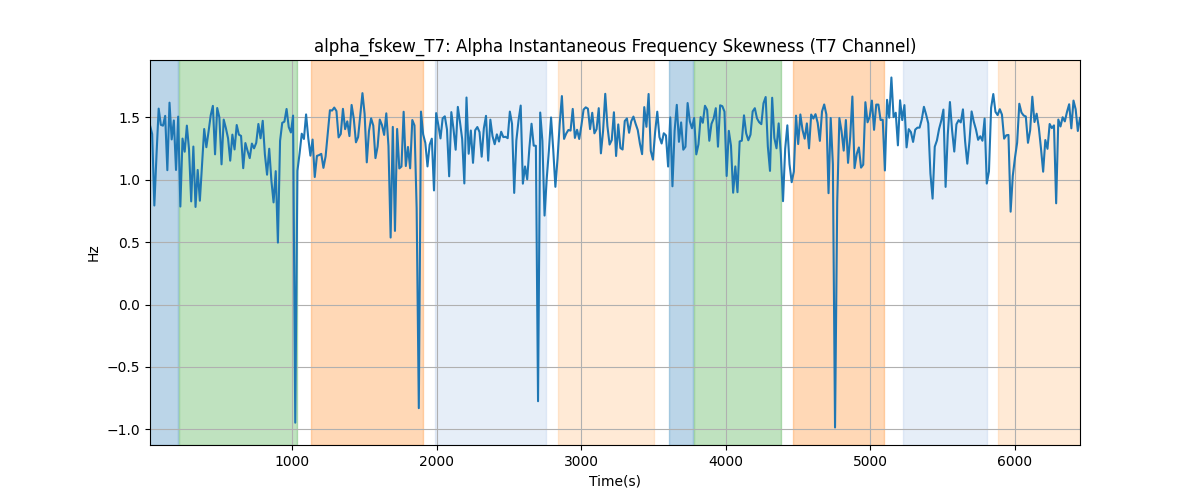 alpha_fskew_T7: Alpha Instantaneous Frequency Skewness (T7 Channel)
1.5
1.0
0.5
0.0
−0.5
−1.0
Hz
1000 2000 3000 4000 5000 6000
Time(s)